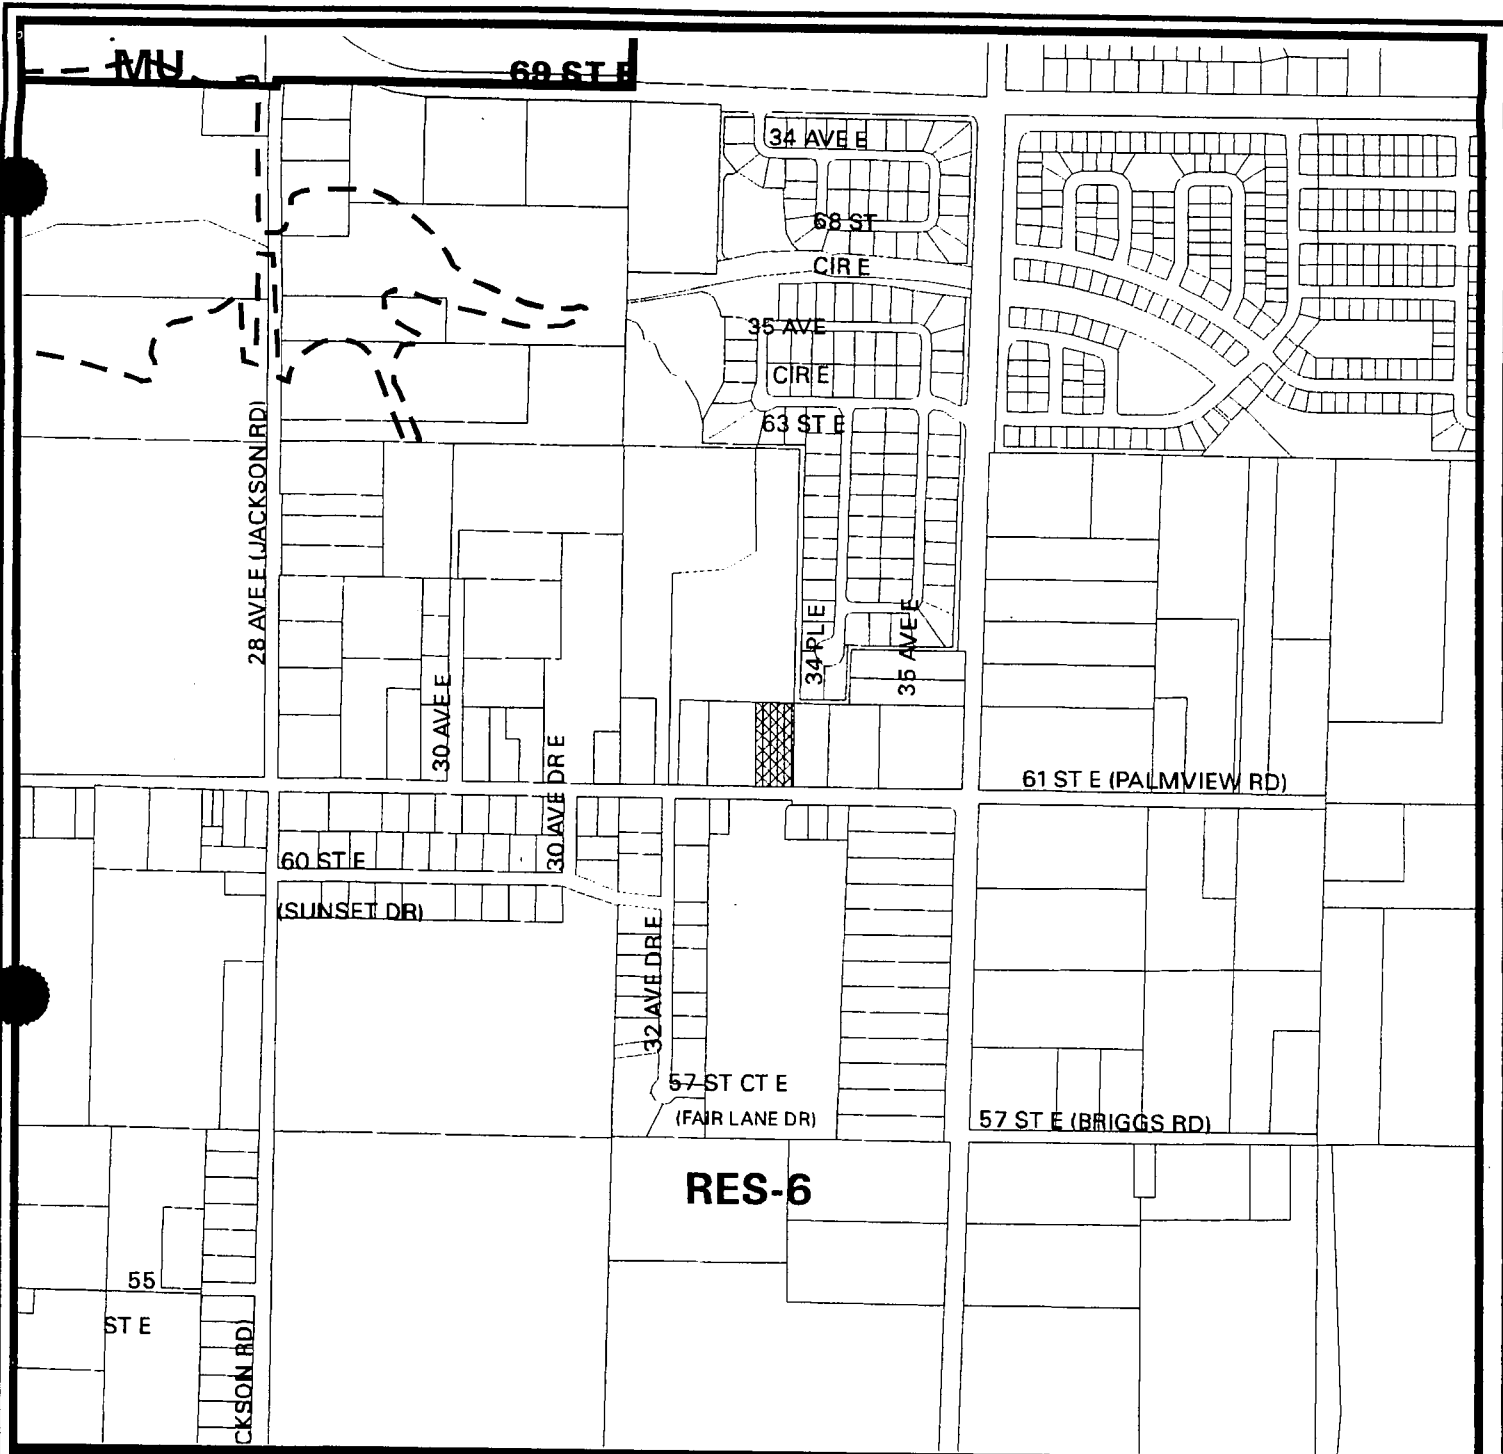 MU
69 ST E
34 AVE E
68 ST
CIR E
35 AVE
CIR E
63 ST E
28 AVE E (JACKSON RD)
34 PL E
35 AVE E
30 AVE E
30 AVE DR E
61 ST E (PALMVIEW RD)
60 ST E
(SUNSET DR)
32 AVE DR E
57 ST CT E
(FAIR LANE DR)
57 ST E (BRIGGS RD)
RES-6
55
ST E
CKSON RD)